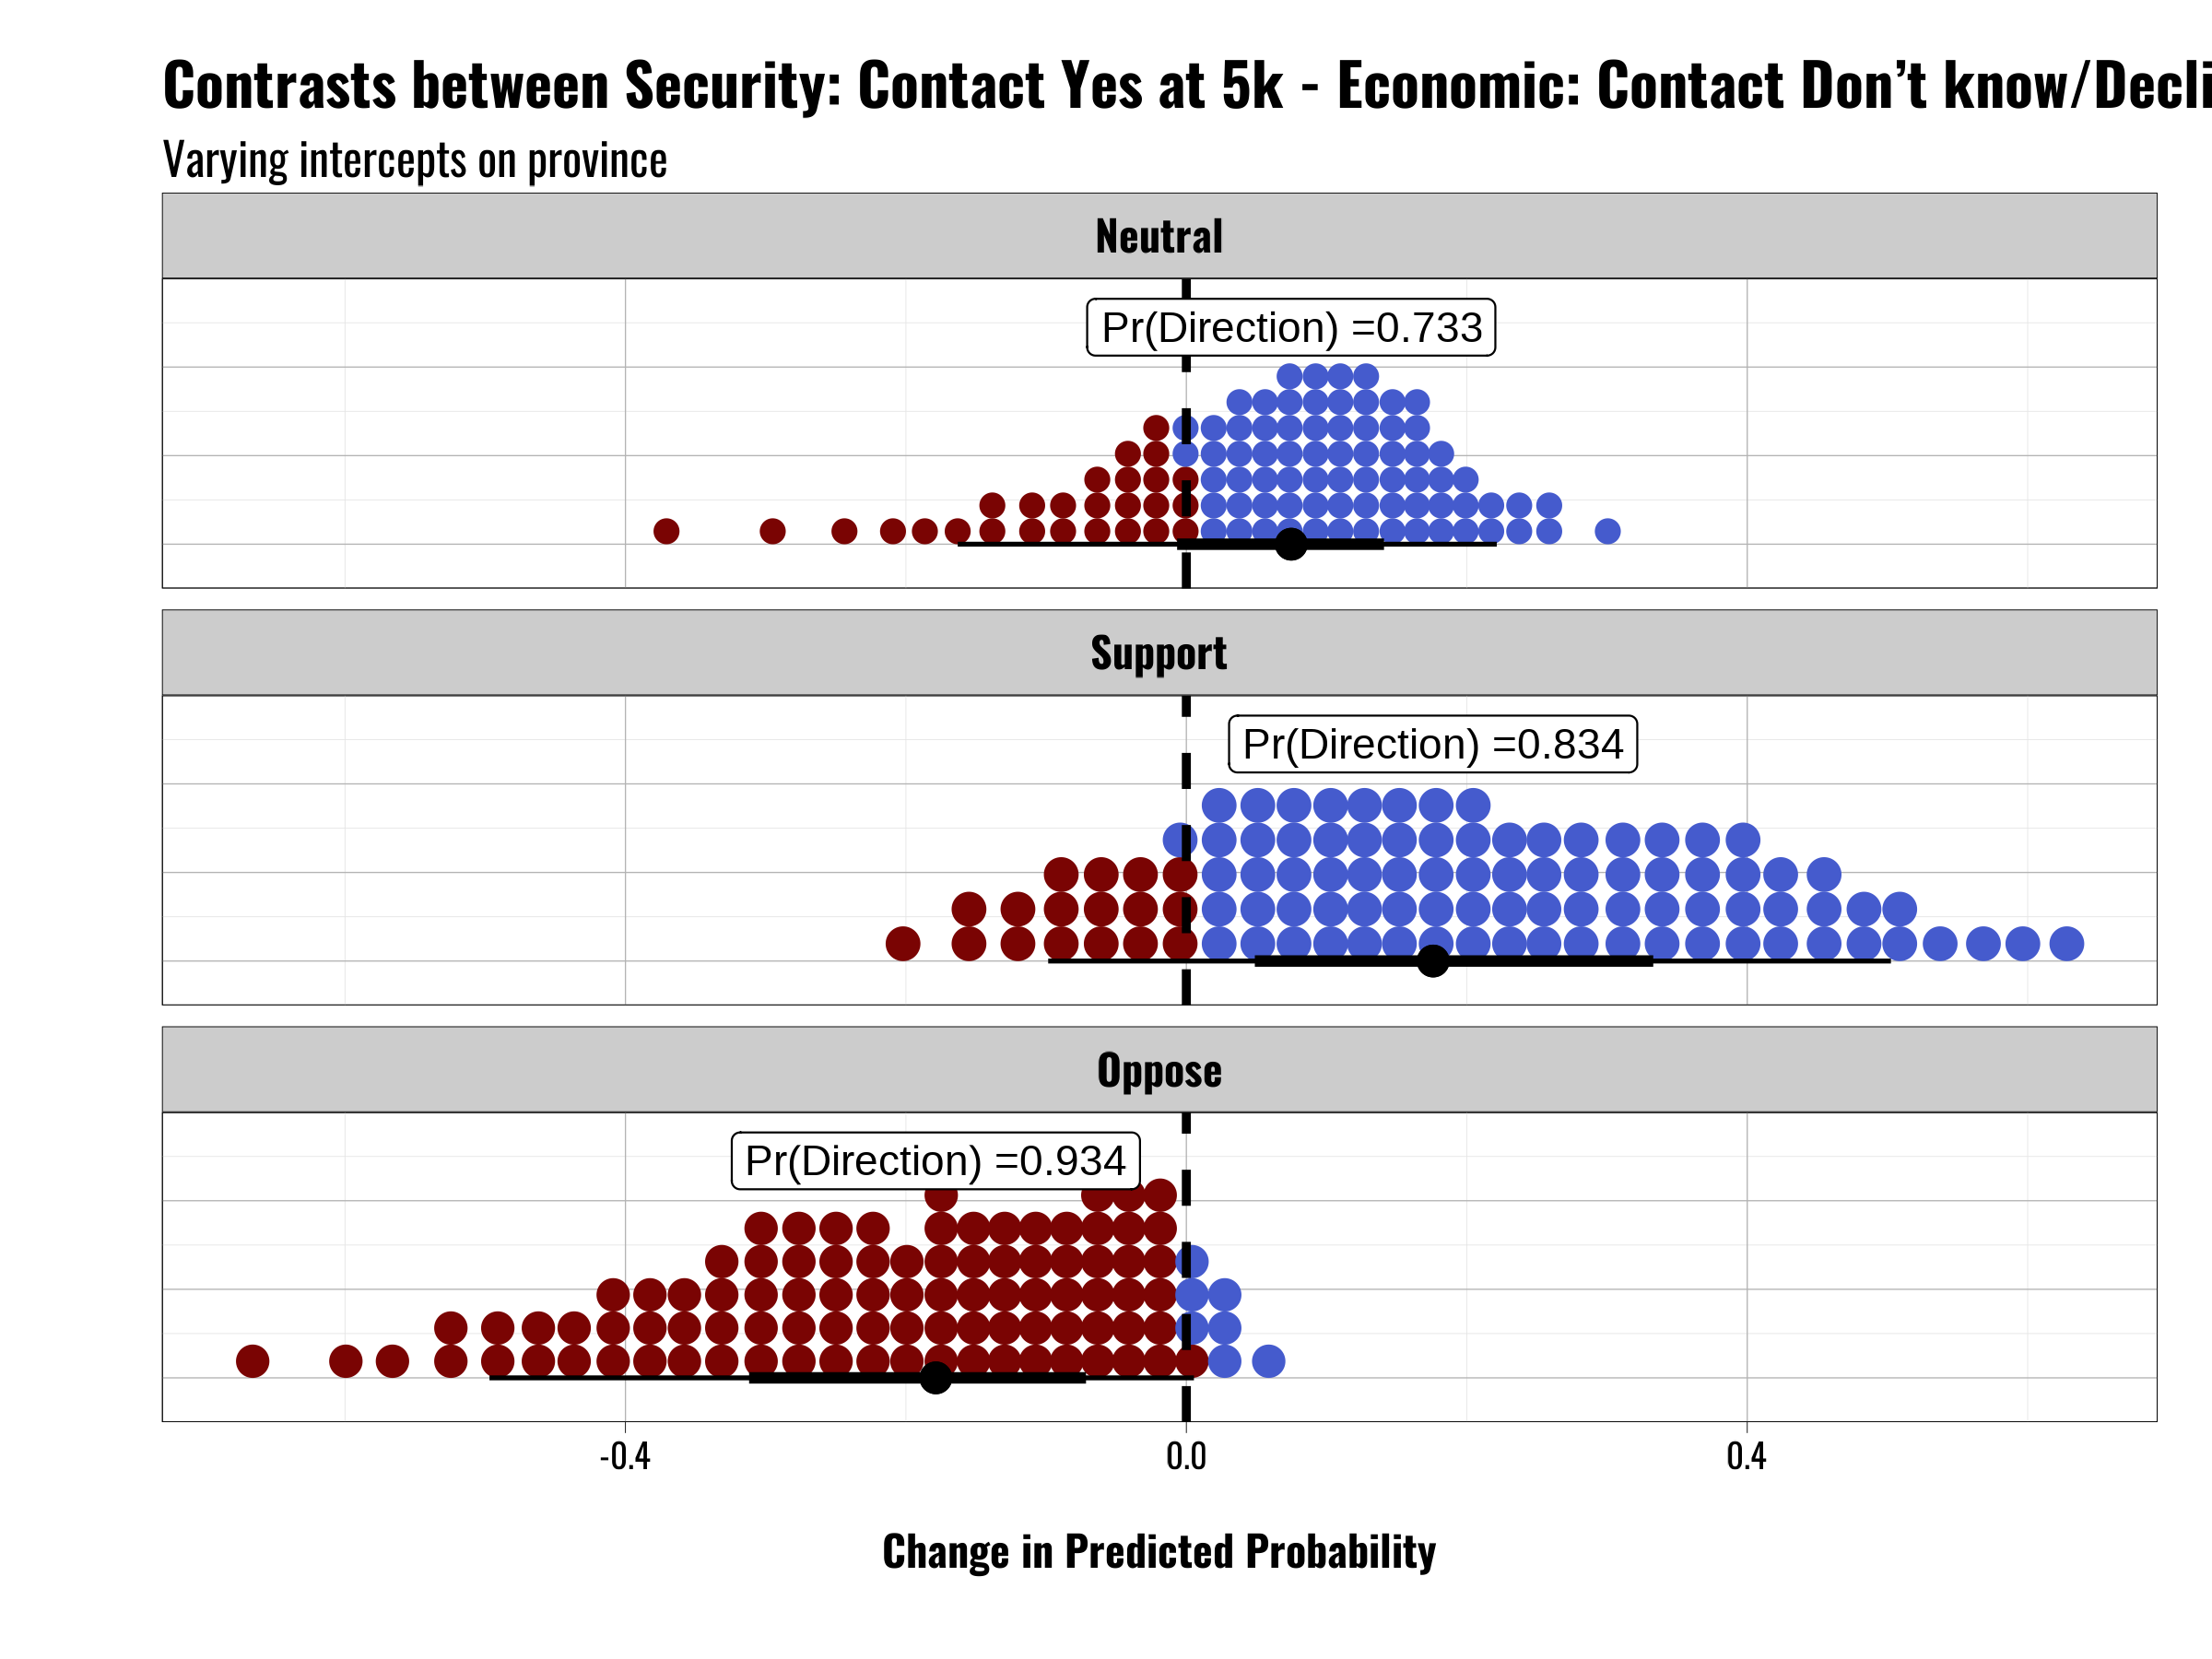 Contrasts between Security: Contact Yes at 5k - Economic: Contact Don’t know/Decli
Varying intercepts on province
Neutral
Pr(Direction) =0.733
Support
Pr(Direction) =0.834
Oppose
Pr(Direction) =0.934
-0.4 0.0 0.4
Change in Predicted Probability